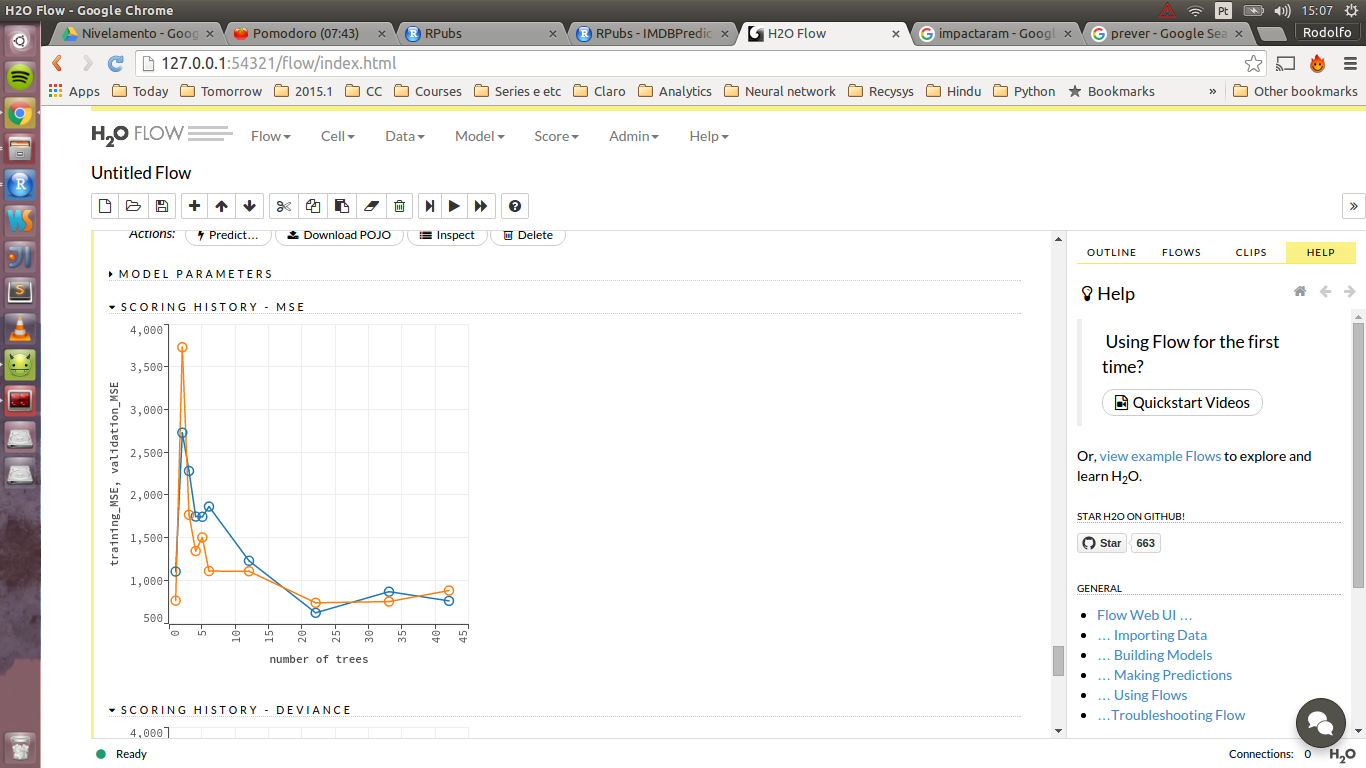 H2O Flow - Google Chrome
Pt
15:07
Nivelamento - Goog
Pomodoro (07:43)
RPubs
RPubs - IMDBPredic
H2O Flow
impactaram - Googl
prever - Google Sea
Rodolfo
127.0.0.1:54321/flow/index.html
Apps
Today
Tomorrow
2015.1
CC
Courses
Series e etc
Claro
Analytics
Neural network
Recysys
Hindu
Python
Bookmarks
»
Other bookmarks
H2O FLOW
Flow
Cell
Data
Model
Score
Admin
Help
Untitled Flow
Actions:
Predict...
Download POJO
Inspect
Delete
MODEL PARAMETERS
SCORING HISTORY - MSE
4,000
3,500
3,000
2,500
2,000
1,500
1,000
500
training_MSE, validation_MSE
0
5
10
15
20
25
30
35
40
45
number of trees
SCORING HISTORY - DEVIANCE
4,000
OUTLINE
FLOWS
CLIPS
HELP
Help
Using Flow for the first
time?
Quickstart Videos
Or, view example Flows to explore and
learn H2O.
STAR H2O ON GITHUB!
Star
663
GENERAL
Flow Web UI ...
... Importing Data
... Building Models
... Making Predictions
... Using Flows
...Troubleshooting Flow
Ready
Connections: 0
H2O